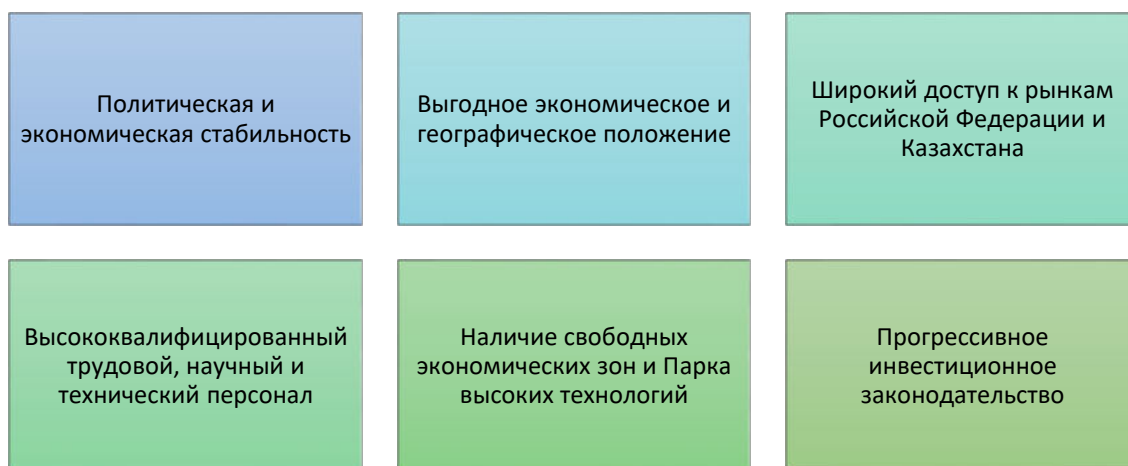 Политическая и
экономическая стабильность
Выгодное экономическое и
географическое положение
Широкий доступ к рынкам
Российской Федерации и
Казахстана
Высококвалифицированный
трудовой, научный и
технический персонал
Наличие свободных
экономических зон и Парка
высоких технологий
Прогрессивное
инвестиционное
законодательство